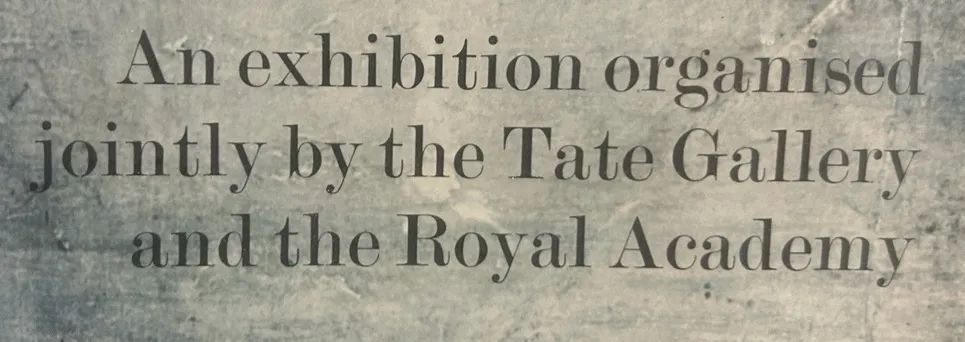 An exhibition organised
jointly by the Tate Gallery
and the Royal Academy